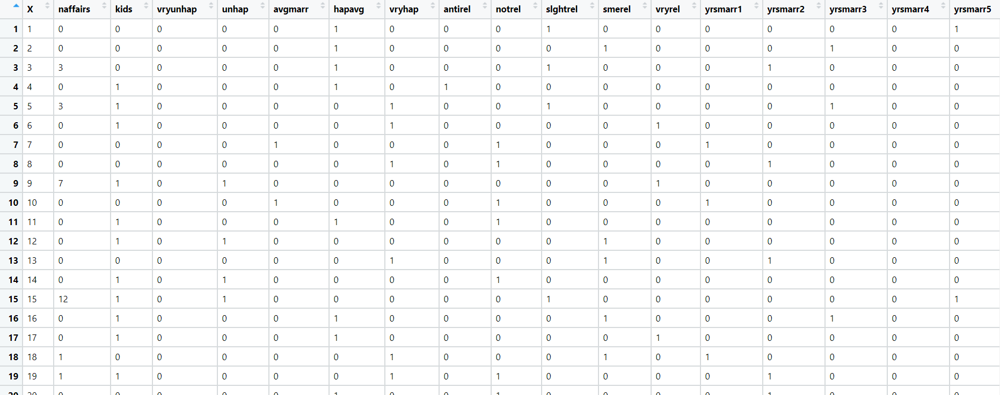 X naffairs kids vryunhap unhap avgmarr hapavg vryhap antirel notrel slghtrel smerel vryrel yrsmarr1 yrsmarr2 yrsmarr3 yrsmarr4 yrsmarr5
1 1 0 0 0 0 0 1 0 0 0 1 0 0 0 0 0 0 1
2 2 0 0 0 0 0 1 0 0 0 0 1 0 0 0 1 0 0
3 3 3 0 0 0 0 1 0 0 0 1 0 0 0 1 0 0 0
4 4 0 1 0 0 0 1 0 1 0 0 0 0 0 0 0 0 0
5 5 3 1 0 0 0 0 1 0 0 1 0 0 0 0 1 0 0
6 6 0 1 0 0 0 0 1 0 0 0 0 1 0 0 0 0 0
7 7 0 0 0 0 1 0 0 0 1 0 0 0 1 0 0 0 0
8 8 0 0 0 0 0 0 1 0 1 0 0 0 0 1 0 0 0
9 9 7 1 0 1 0 0 0 0 0 0 0 1 0 0 0 0 0
10 10 0 0 0 0 1 0 0 0 1 0 0 0 1 0 0 0 0
11 11 0 1 0 0 0 1 0 0 1 0 0 0 0 0 0 0 0
12 12 0 1 0 1 0 0 0 0 0 0 1 0 0 0 0 0 0
13 13 0 0 0 0 0 0 1 0 0 0 1 0 0 1 0 0 0
14 14 0 1 0 1 0 0 0 0 1 0 0 0 0 0 0 0 0
15 15 12 1 0 1 0 0 0 0 0 1 0 0 0 0 0 0 1
16 16 0 1 0 0 0 1 0 0 0 0 1 0 0 0 1 0 0
17 17 0 1 0 0 0 1 0 0 0 0 0 1 0 0 0 0 0
18 18 1 0 0 0 0 0 1 0 0 0 1 0 1 0 0 0 0
19 19 1 1 0 0 0 0 1 0 1 0 0 0 0 1 0 0 0